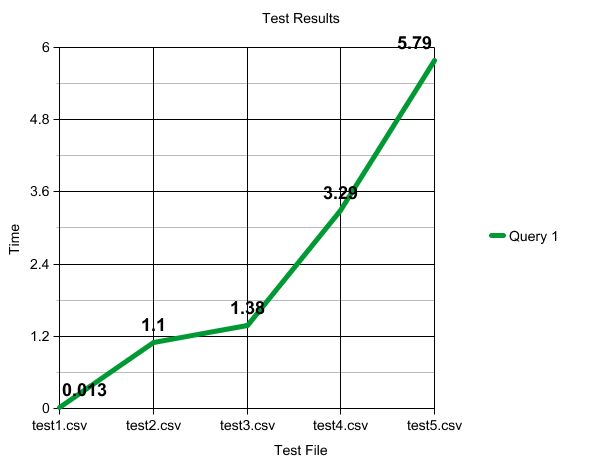 Test Results
5.79
6
4.8
3.6
3.29
Time
2.4
Query 1
1.38
1.2
1.1
0.013
0
test1.csv test2.csv test3.csv test4.csv test5.csv
Test File